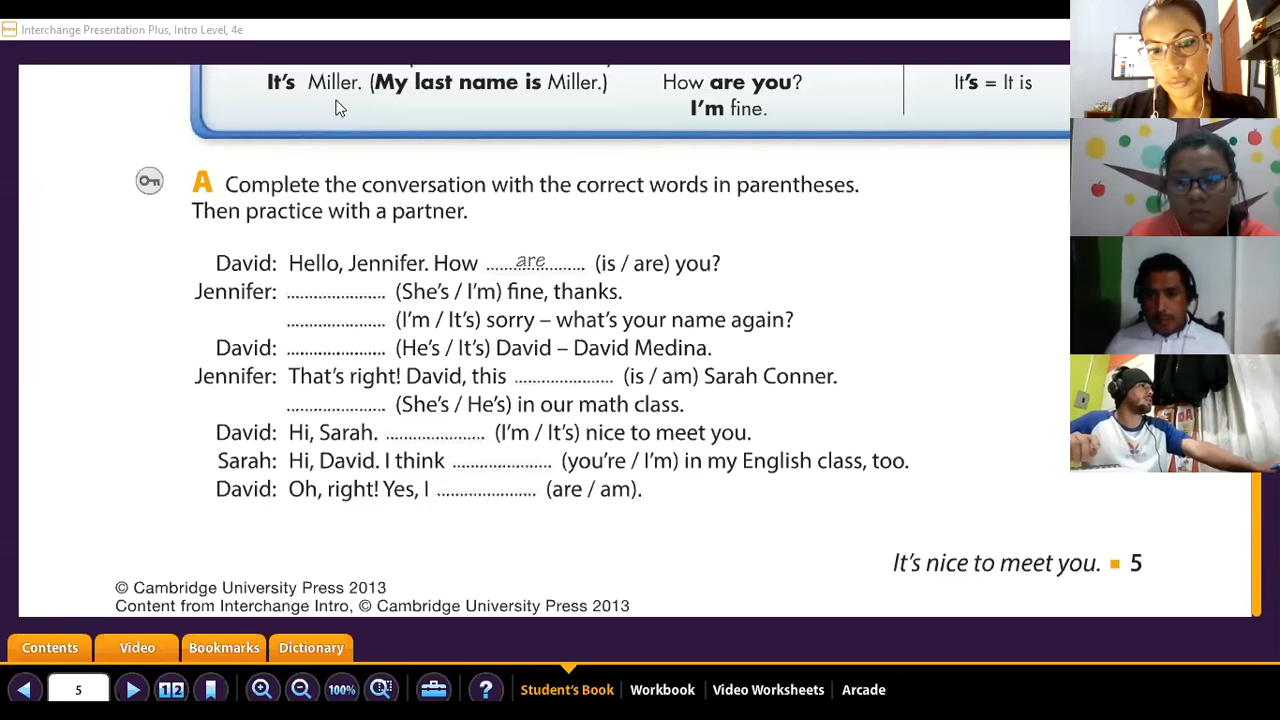 Interchange Presentation Plus, Intro Level, 4e
It's Miller. (My last name is Miller.) How are you? It's = It is
I'm fine.
A Complete the conversation with the correct words in parentheses.
Then practice with a partner.
David: Hello, Jennifer. How ....are.... (is / are) you?
Jennifer: .................... (She's / I'm) fine, thanks.
.................... (I'm / It's) sorry – what's your name again?
David: .................... (He's / It's) David – David Medina.
Jennifer: That's right! David, this .................... (is / am) Sarah Conner.
.................... (She's / He's) in our math class.
David: Hi, Sarah. .................... (I'm / It's) nice to meet you.
Sarah: Hi, David. I think .................... (you're / I'm) in my English class, too.
David: Oh, right! Yes, I .................... (are / am).
It's nice to meet you. ■ 5
© Cambridge University Press 2013
Content from Interchange Intro, © Cambridge University Press 2013
Contents Video Bookmarks Dictionary
5 12 100% ? Student's Book Workbook Video Worksheets Arcade